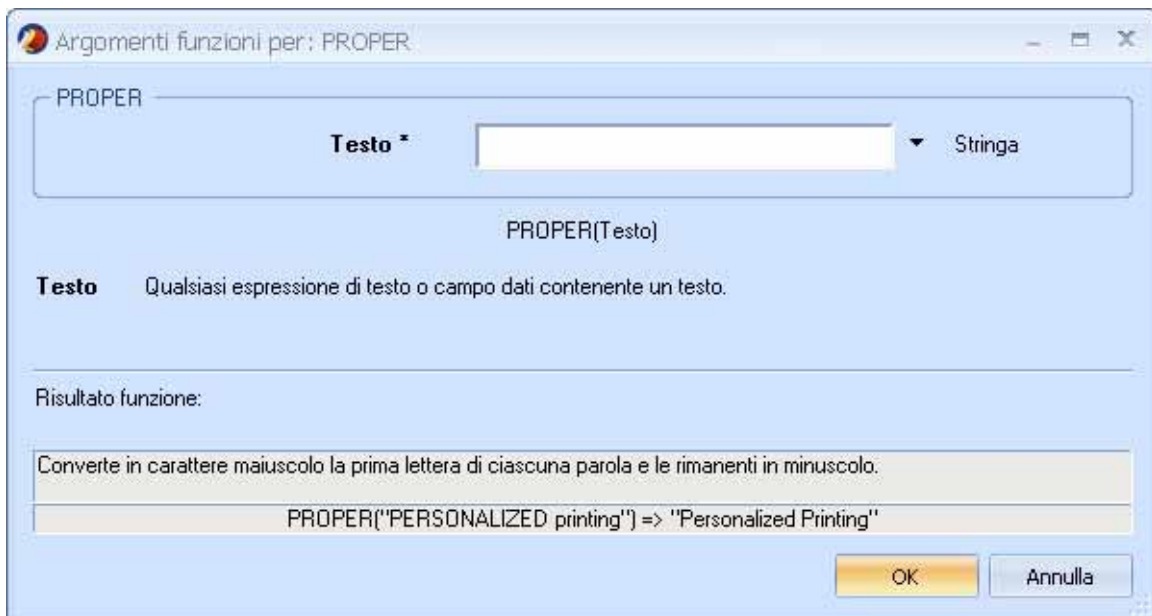 Argomenti funzioni per: PROPER
PROPER
Testo * Stringa
PROPER(Testo)
Testo Qualsiasi espressione di testo o campo dati contenente un testo.
Risultato funzione:
Converte in carattere maiuscolo la prima lettera di ciascuna parola e le rimanenti in minuscolo.
PROPER("PERSONALIZED printing") => "Personalized Printing"
OK Annulla